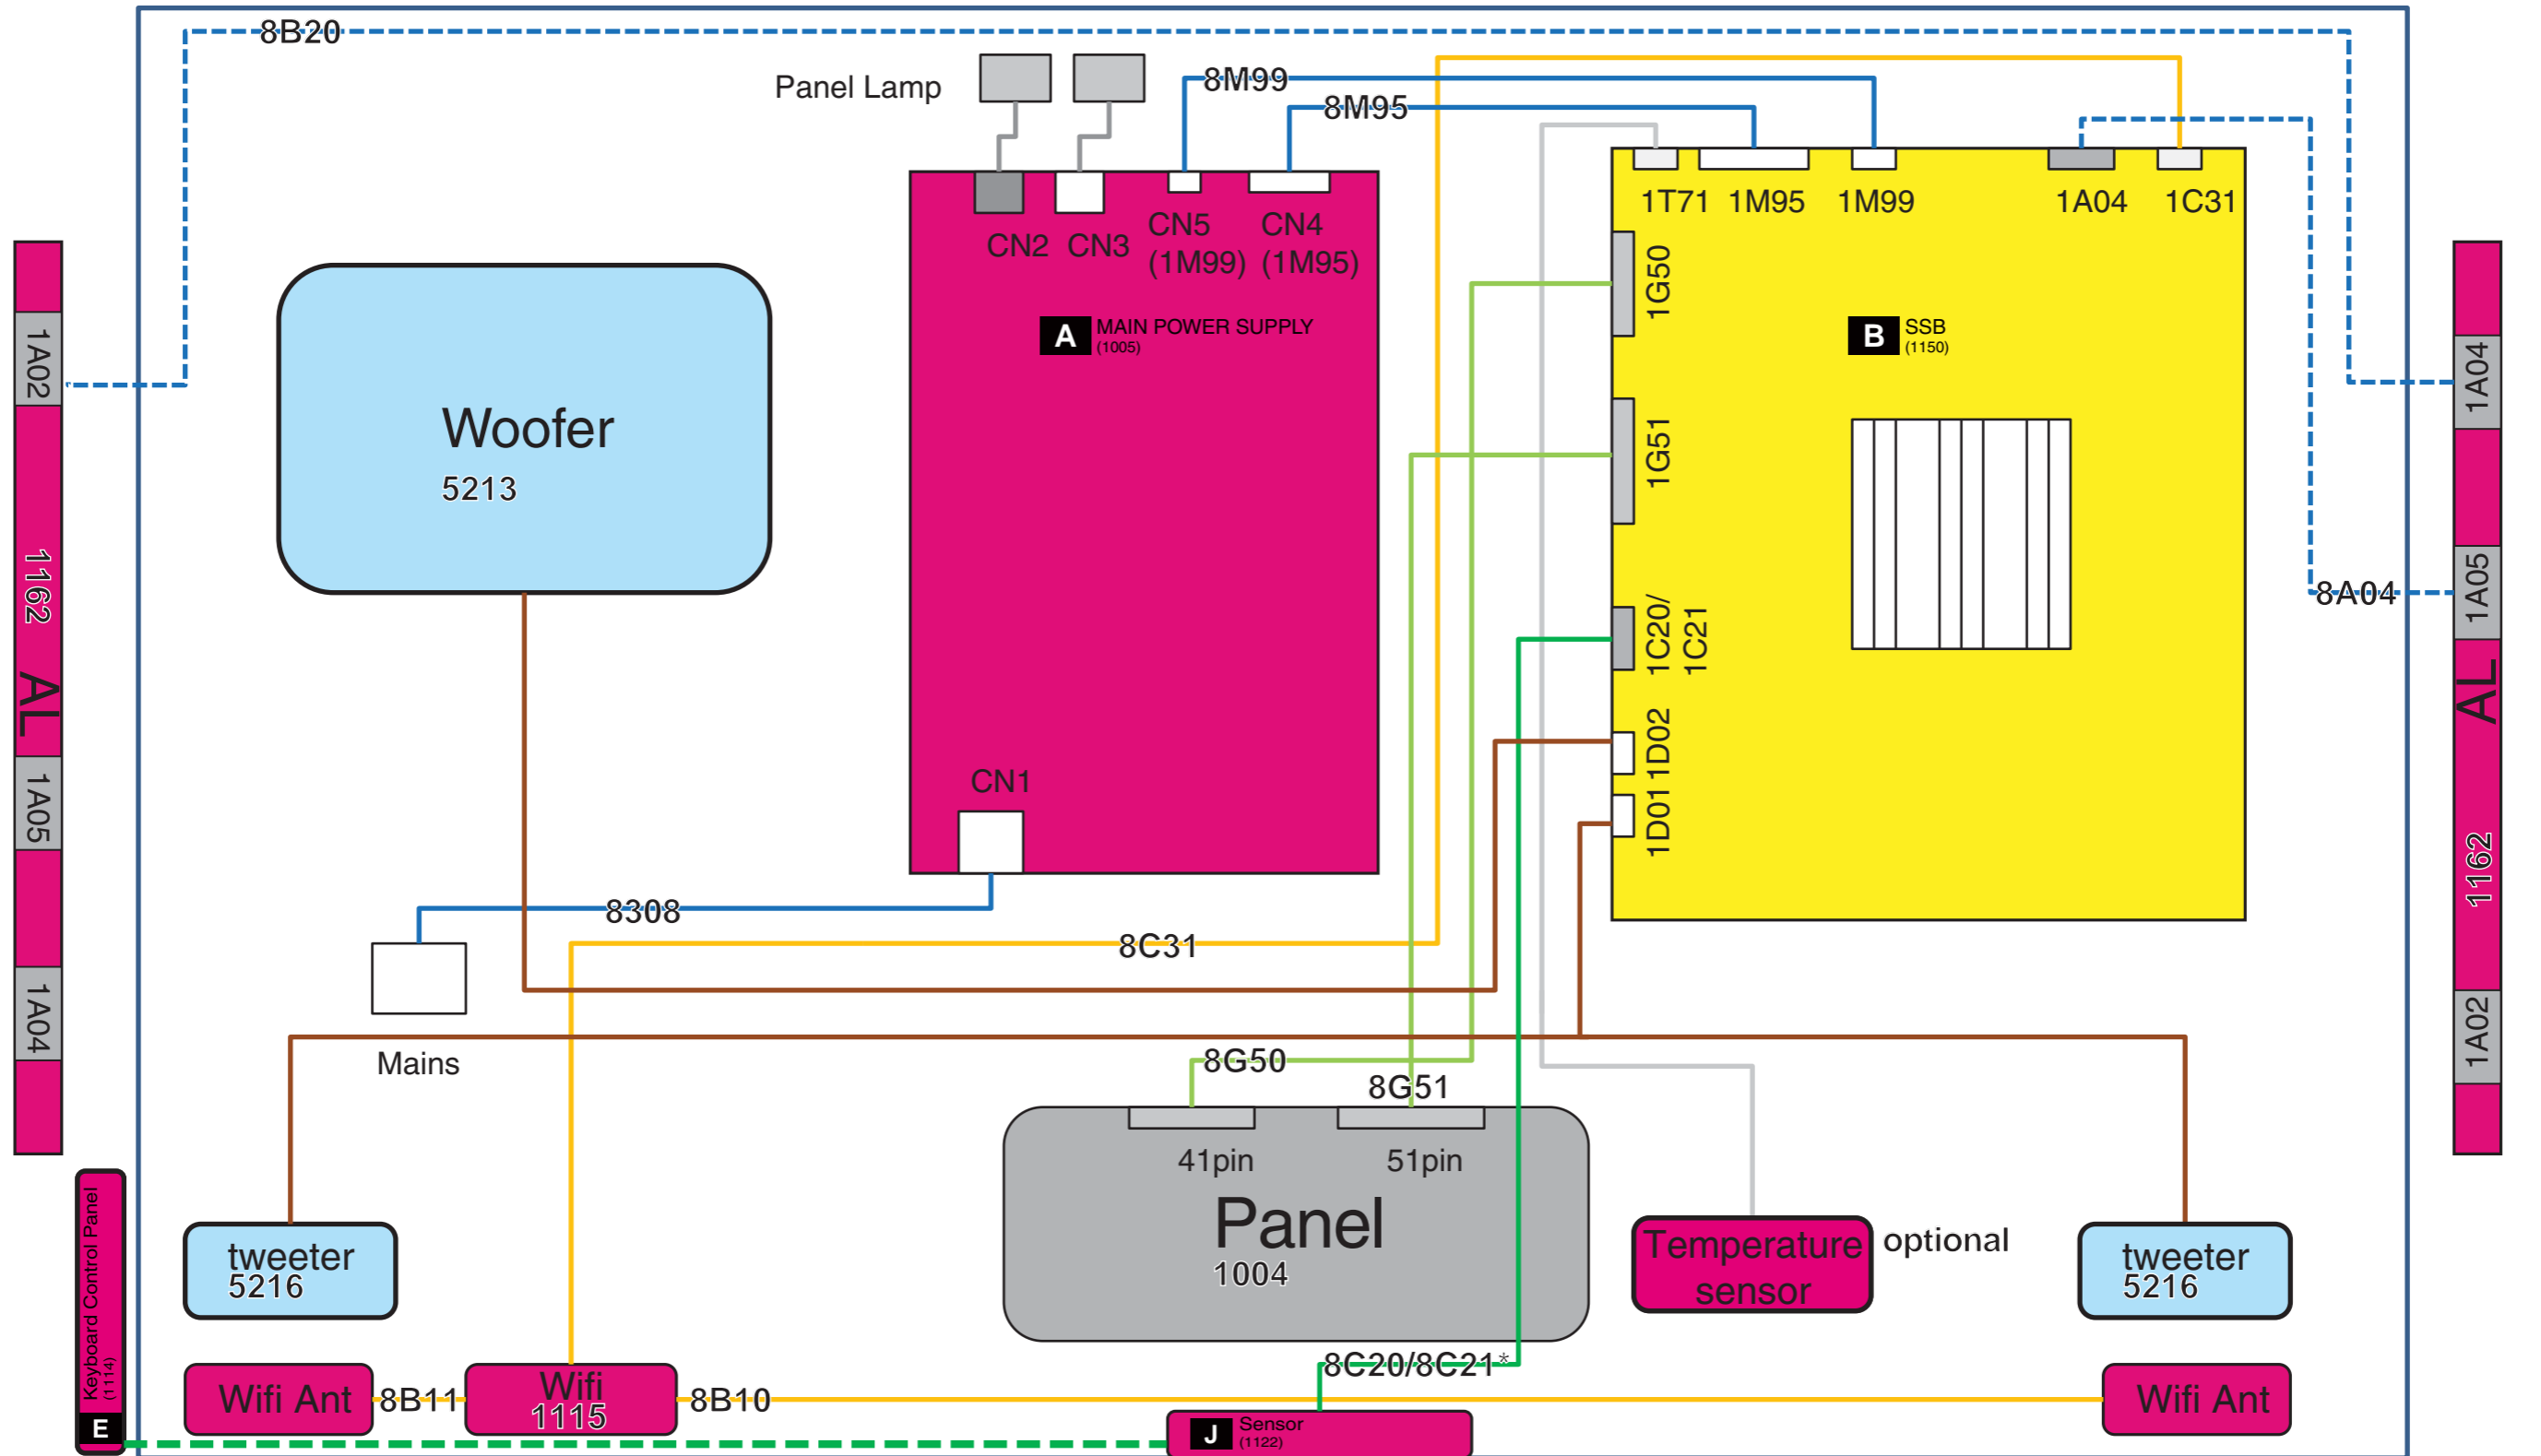 8B20
Panel Lamp
8M99
8M95
1T71
1M95
1M99
1A04
1C31
CN2
CN3
CN5
(1M99)
CN4
(1M95)
A
MAIN POWER SUPPLY
(1005)
B
SSB
(1150)
1G50
1G51
1C20/
1C21
1D02
1D01
Woofer
5213
1A02
1162
AL
1A05
1A04
1A04
1A05
8A04
AL
1162
1A02
CN1
8308
8C31
Mains
8G50
8G51
41pin
51pin
Panel
1004
Temperature
sensor
optional
tweeter
5216
tweeter
5216
Keyboard Control Panel
(1114)
E
Wifi Ant
8B11
Wifi
1115
8B10
8C20/8C21*
Wifi Ant
J
Sensor
(1122)